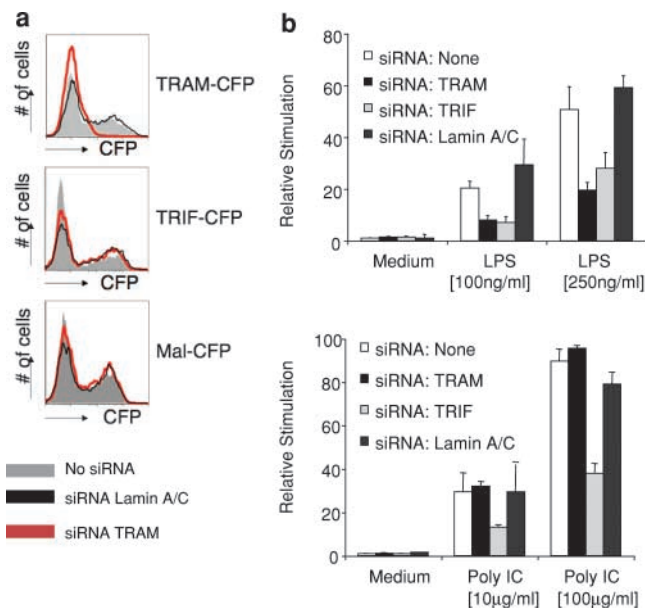 a
# of cells
CFP
TRAM-CFP
# of cells
CFP
TRIF-CFP
# of cells
CFP
Mal-CFP
No siRNA
siRNA Lamin A/C
siRNA TRAM
b
Relative Stimulation
80
60
40
20
0
siRNA: None
siRNA: TRAM
siRNA: TRIF
siRNA: Lamin A/C
Medium
LPS
[100ng/ml]
LPS
[250ng/ml]
Relative Stimulation
100
80
60
40
20
0
siRNA: None
siRNA: TRAM
siRNA: TRIF
siRNA: Lamin A/C
Medium
Poly IC
[10µg/ml]
Poly IC
[100µg/ml]